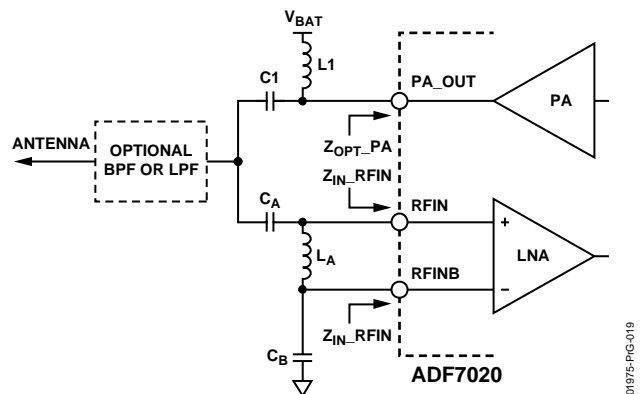 VBAT
L1
C1
PA_OUT
PA
ANTENNA
OPTIONAL
BPF OR LPF
ZOPT_PA
ZIN_RFIN
CA
RFIN
+
LA
LNA
RFINB
−
ZIN_RFIN
CB
ADF7020
01975-PrG-019